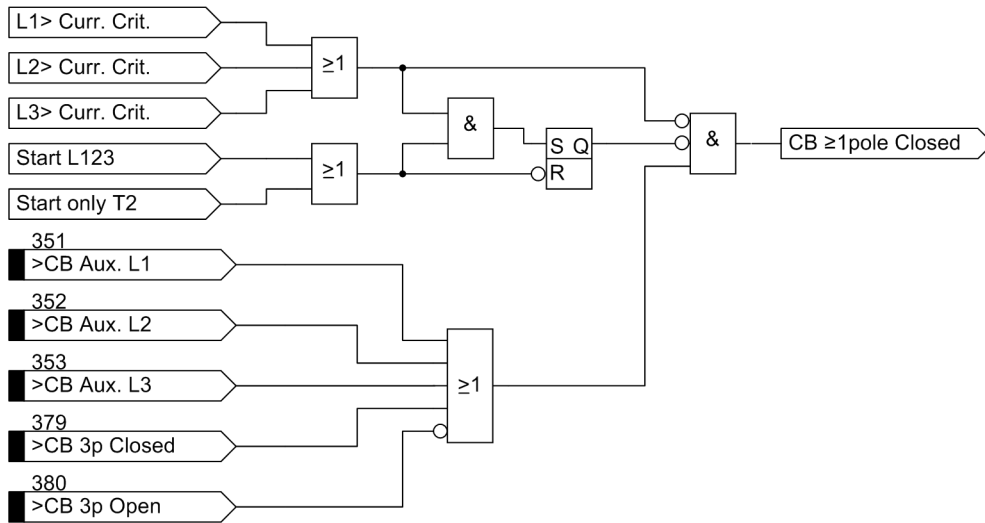 L1> Curr. Crit.
L2> Curr. Crit.
L3> Curr. Crit.
≥1
&
S Q
R
&
CB ≥1pole Closed
Start L123
Start only T2
≥1
351
>CB Aux. L1
352
>CB Aux. L2
353
>CB Aux. L3
379
>CB 3p Closed
380
>CB 3p Open
≥1